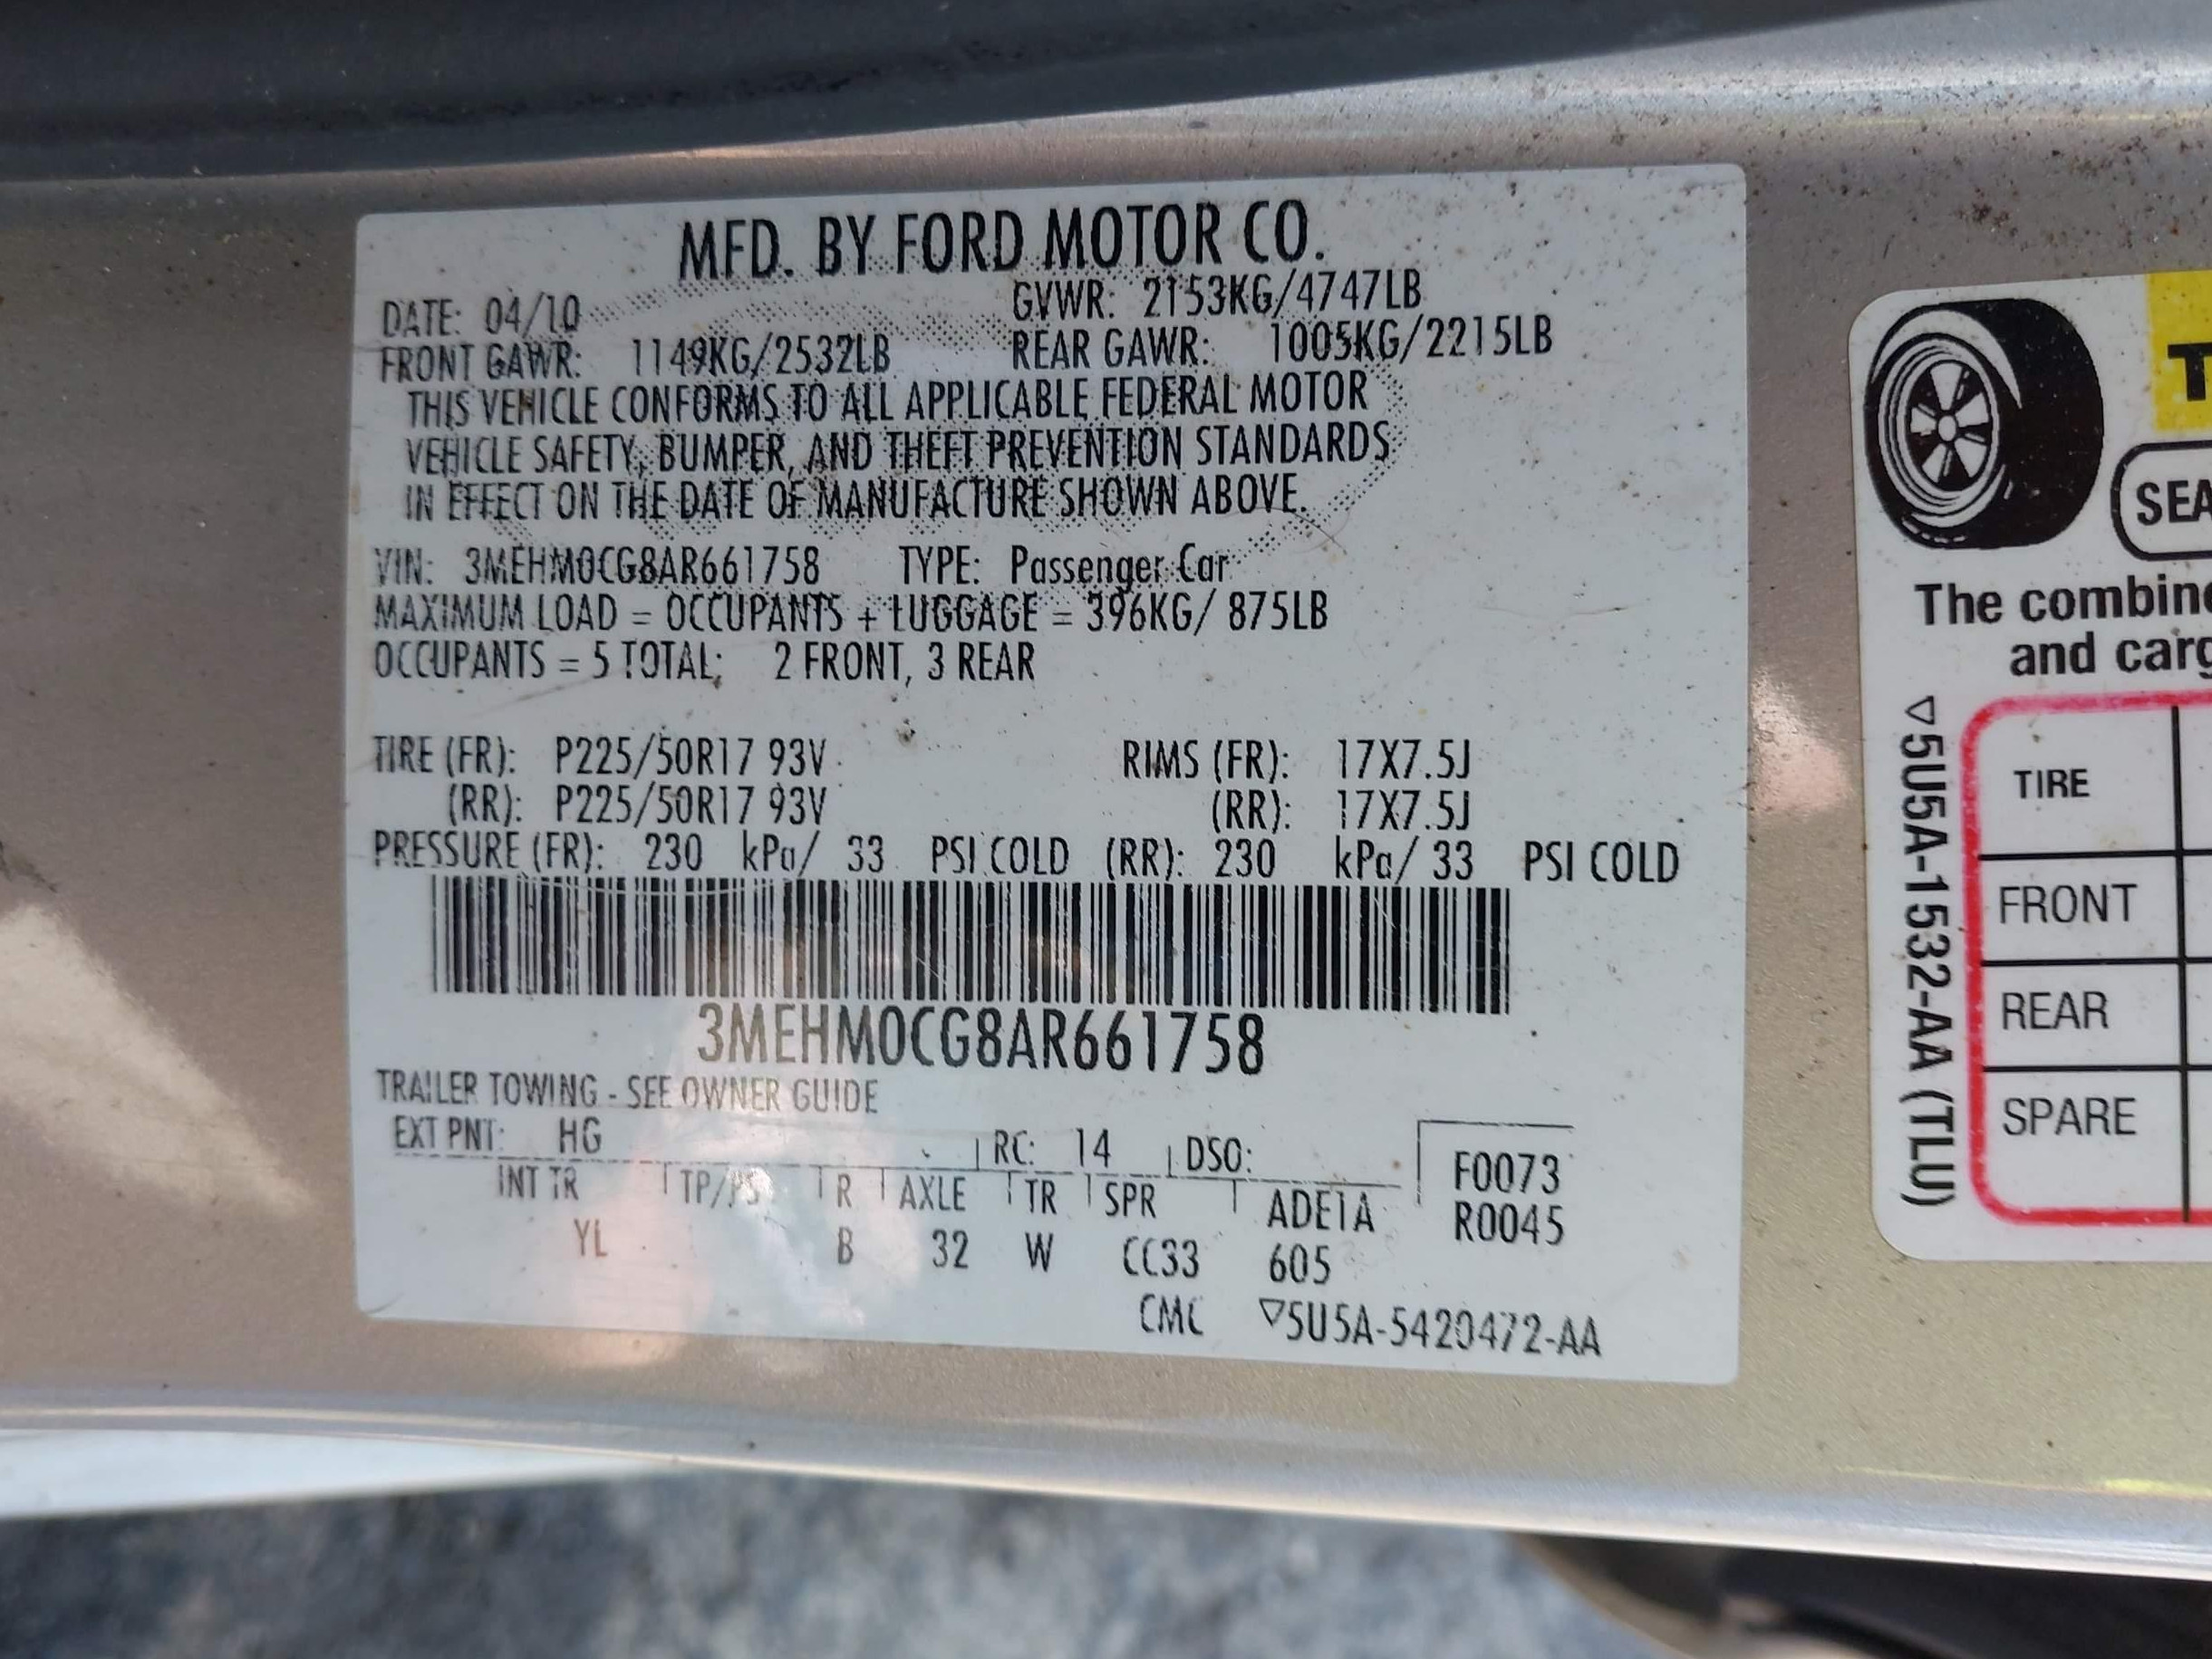 MFD. BY FORD MOTOR CO.
DATE: 04/10 GVWR: 2153KG/4747LB
FRONT GAWR: 1149KG/2532LB REAR GAWR: 1005KG/2215LB
THIS VEHICLE CONFORMS TO ALL APPLICABLE FEDERAL MOTOR
VEHICLE SAFETY, BUMPER, AND THEFT PREVENTION STANDARDS
IN EFFECT ON THE DATE OF MANUFACTURE SHOWN ABOVE.
VIN: 3MEHM0CG8AR661758 TYPE: Passenger Car
MAXIMUM LOAD = OCCUPANTS + LUGGAGE = 396KG/ 875LB
OCCUPANTS = 5 TOTAL; 2 FRONT, 3 REAR
TIRE (FR): P225/50R17 93V RIMS (FR): 17X7.5J
(RR): P225/50R17 93V (RR): 17X7.5J
PRESSURE (FR): 230 kPa/ 33 PSI COLD (RR): 230 kPa/ 33 PSI COLD
3MEHM0CG8AR661758
TRAILER TOWING - SEE OWNER GUIDE
EXT PNT: HG RC: 14 DSO: F0073
INT TR TP/PS R AXLE TR SPR ADE1A R0045
YL B 32 W CC33 605
CMC ▽5U5A-5420472-AA
T
SEA
The combine
and carg
▽5U5A-1532-AA (TLU)
TIRE
FRONT
REAR
SPARE